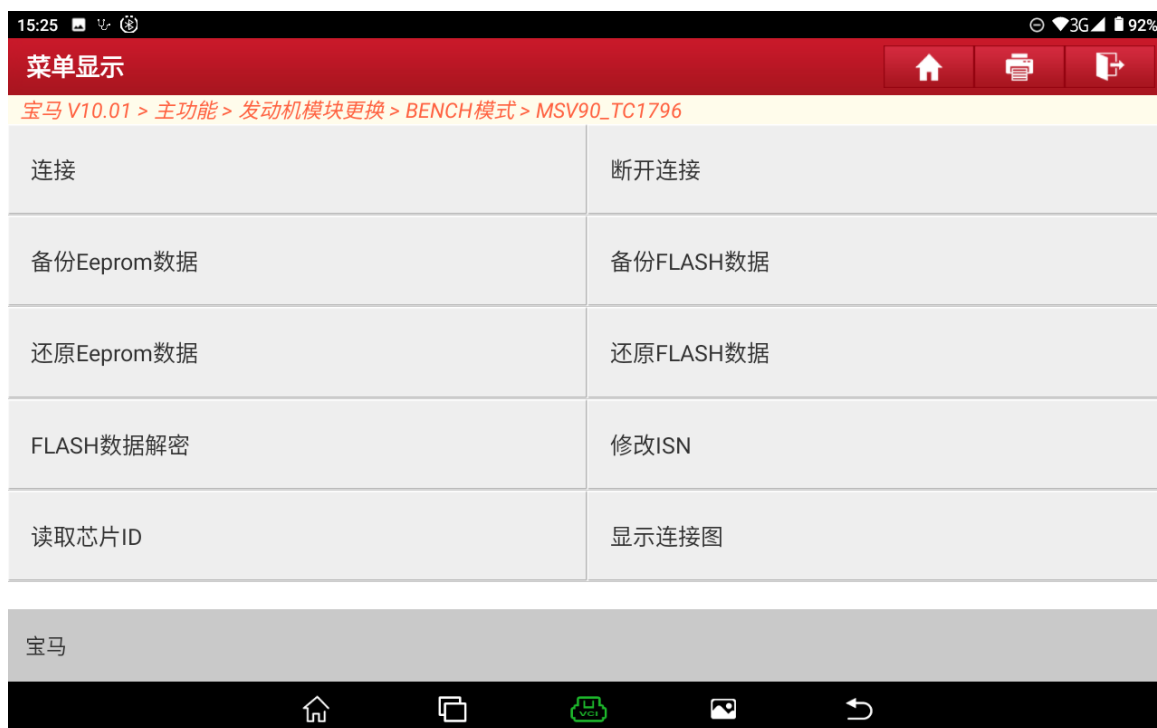 15:25
3G 92%
菜单显示
宝马 V10.01 > 主功能 > 发动机模块更换 > BENCH模式 > MSV90_TC1796
连接 断开连接
备份Eeprom数据 备份FLASH数据
还原Eeprom数据 还原FLASH数据
FLASH数据解密 修改ISN
读取芯片ID 显示连接图
宝马
VCI